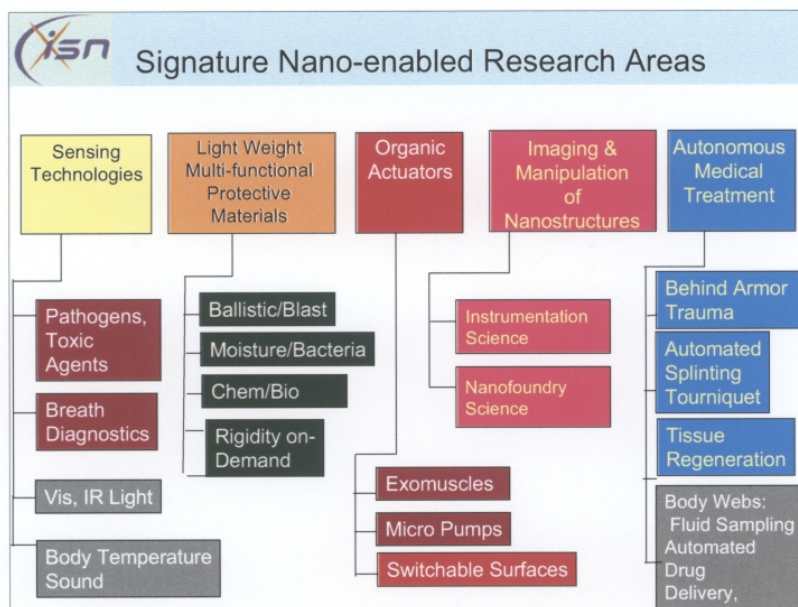 isn
Signature Nano-enabled Research Areas
Sensing
Technologies
Light Weight
Multi-functional
Protective
Materials
Organic
Actuators
Imaging &
Manipulation
of
Nanostructures
Autonomous
Medical
Treatment
Pathogens,
Toxic
Agents
Breath
Diagnostics
Vis, IR Light
Body Temperature
Sound
Ballistic/Blast
Moisture/Bacteria
Chem/Bio
Rigidity on-
Demand
Exomuscles
Micro Pumps
Switchable Surfaces
Instrumentation
Science
Nanofoundry
Science
Behind Armor
Trauma
Automated
Splinting
Tourniquet
Tissue
Regeneration
Body Webs:
Fluid Sampling
Automated
Drug
Delivery,